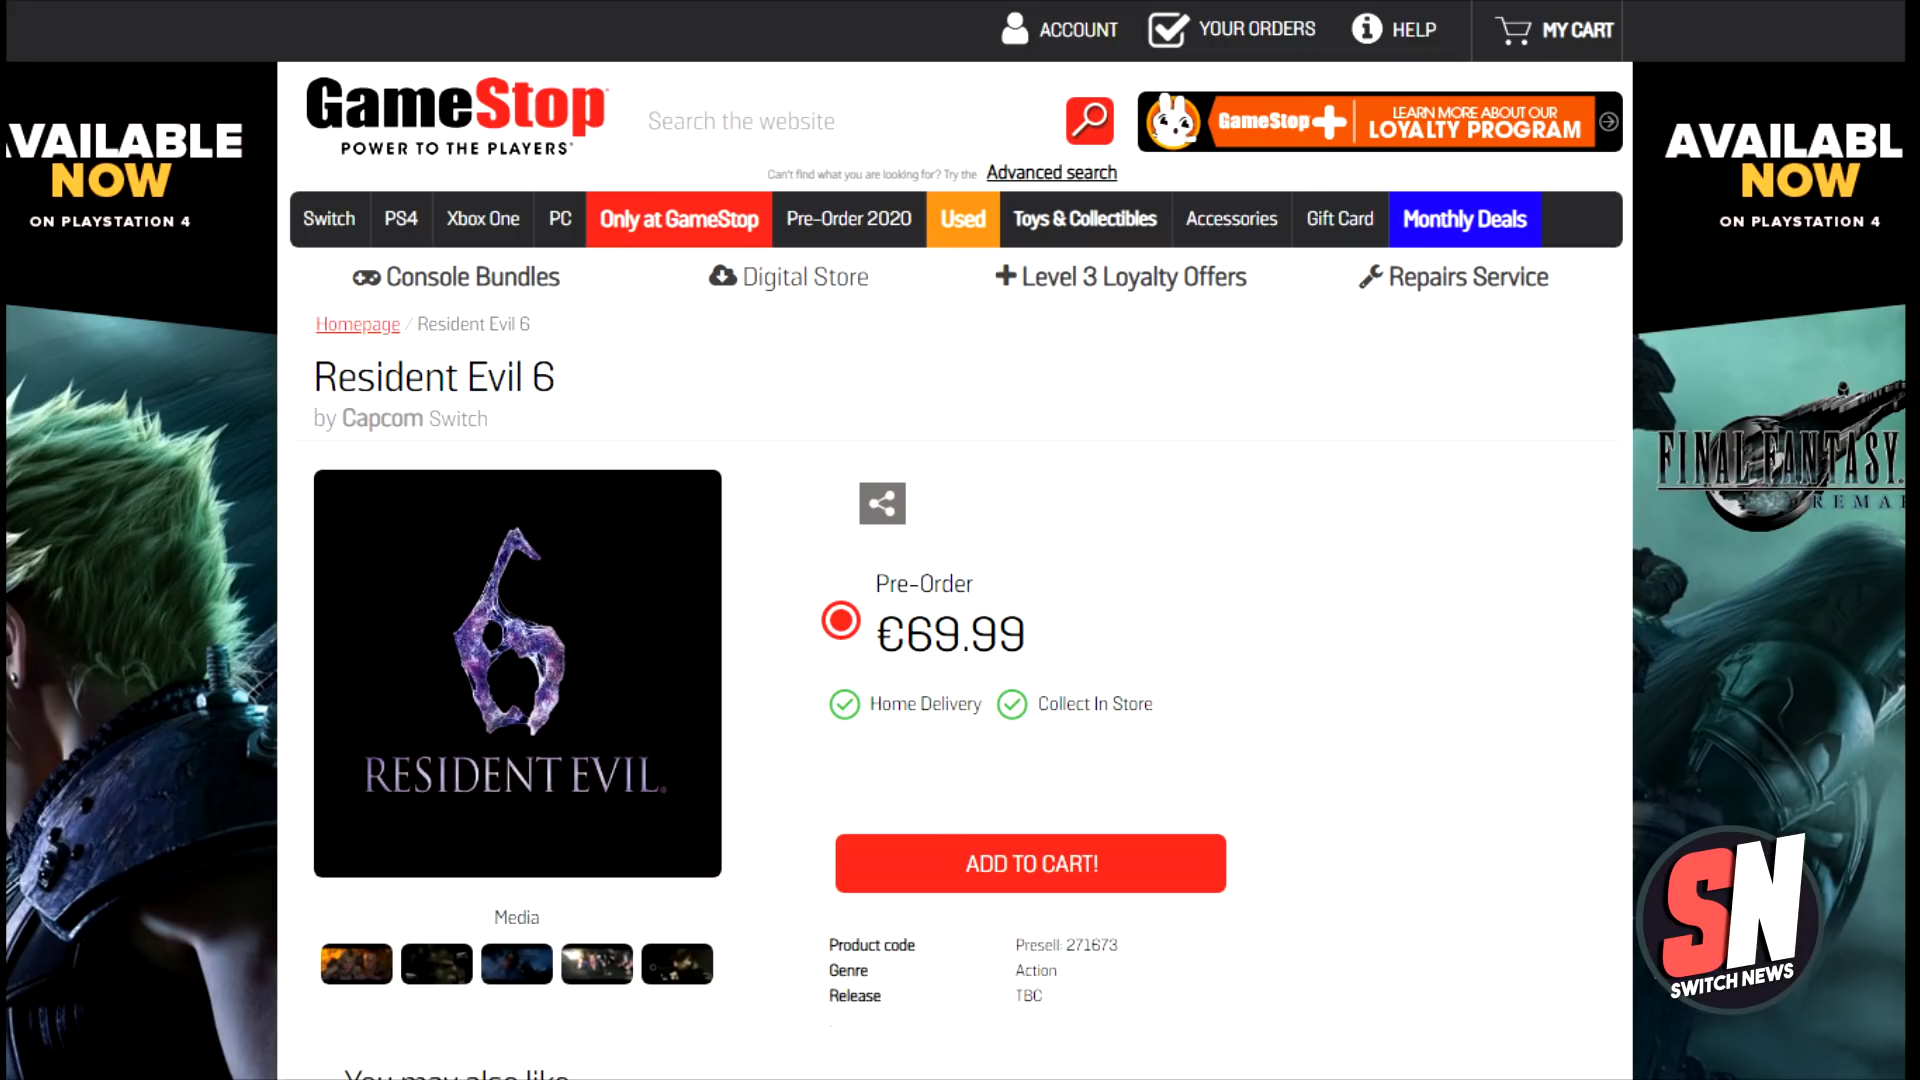 ACCOUNT
YOUR ORDERS
HELP
MY CART
GameStop
POWER TO THE PLAYERS
Search the website
GameStop+
LEARN MORE ABOUT OUR
LOYALTY PROGRAM
Can't find what you are looking for? Try the Advanced search
VAILABLE
NOW
ON PLAYSTATION 4
AVAILABL
NOW
ON PLAYSTATION 4
Switch
PS4
Xbox One
PC
Only at GameStop
Pre-Order 2020
Used
Toys & Collectibles
Accessories
Gift Card
Monthly Deals
Console Bundles
Digital Store
Level 3 Loyalty Offers
Repairs Service
Homepage / Resident Evil 6
Resident Evil 6
by Capcom Switch
6
RESIDENT EVIL.
Pre-Order
€69.99
Home Delivery
Collect In Store
ADD TO CART!
Media
Product code Presell: 271673
Genre Action
Release TBC
You may also like
FINAL FANTASY
REMA
SN
SWITCH NEWS